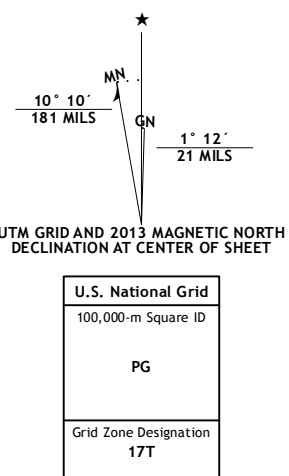 ★
MN
GN
10° 10´
181 MILS
1° 12´
21 MILS
UTM GRID AND 2013 MAGNETIC NORTH
DECLINATION AT CENTER OF SHEET
U.S. National Grid
100,000-m Square ID
PG
Grid Zone Designation
17T